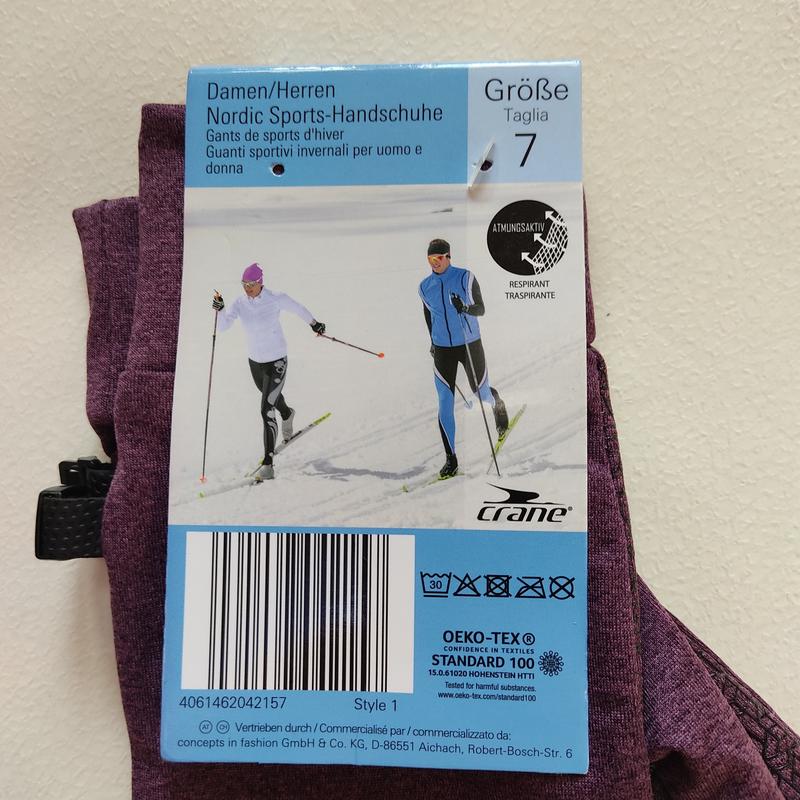 Damen/Herren
Nordic Sports-Handschuhe
Gants de sports d'hiver
Guanti sportivi invernali per uomo e
donna
Größe
Taglia
7
ATMUNGSAKTIV
RESPIRANT
TRASPIRANTE
crane®
30
OEKO-TEX®
CONFIDENCE IN TEXTILES
STANDARD 100
15.0.61020 HOHENSTEIN HTTI
Tested for harmful substances.
www.oeko-tex.com/standard100
4061462042157 Style 1
AT CH Vertrieben durch / Commercialisé par / commercializzato da:
concepts in fashion GmbH & Co. KG, D-86551 Aichach, Robert-Bosch-Str. 6